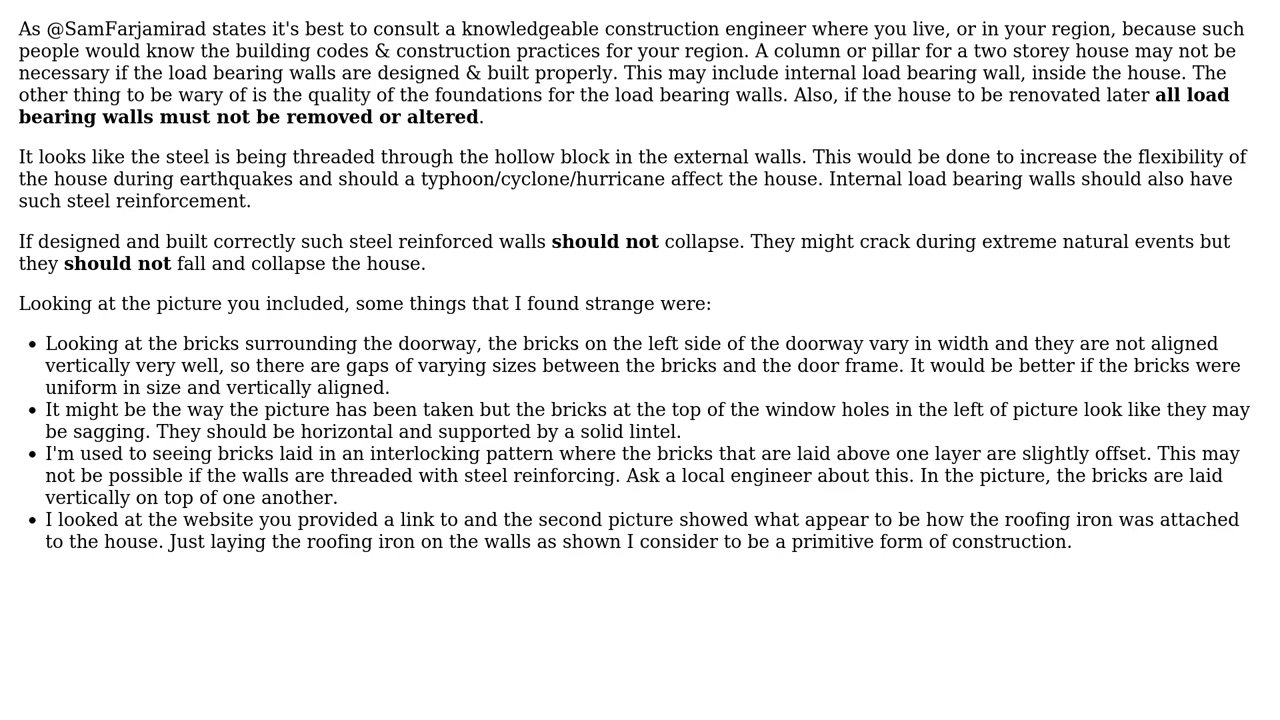 As @SamFarjamirad states it's best to consult a knowledgeable construction engineer where you live, or in your region, because such
people would know the building codes & construction practices for your region. A column or pillar for a two storey house may not be
necessary if the load bearing walls are designed & built properly. This may include internal load bearing wall, inside the house. The
other thing to be wary of is the quality of the foundations for the load bearing walls. Also, if the house to be renovated later all load
bearing walls must not be removed or altered.
It looks like the steel is being threaded through the hollow block in the external walls. This would be done to increase the flexibility of
the house during earthquakes and should a typhoon/cyclone/hurricane affect the house. Internal load bearing walls should also have
such steel reinforcement.
If designed and built correctly such steel reinforced walls should not collapse. They might crack during extreme natural events but
they should not fall and collapse the house.
Looking at the picture you included, some things that I found strange were:
• Looking at the bricks surrounding the doorway, the bricks on the left side of the doorway vary in width and they are not aligned
vertically very well, so there are gaps of varying sizes between the bricks and the door frame. It would be better if the bricks were
uniform in size and vertically aligned.
• It might be the way the picture has been taken but the bricks at the top of the window holes in the left of picture look like they may
be sagging. They should be horizontal and supported by a solid lintel.
• I'm used to seeing bricks laid in an interlocking pattern where the bricks that are laid above one layer are slightly offset. This may
not be possible if the walls are threaded with steel reinforcing. Ask a local engineer about this. In the picture, the bricks are laid
vertically on top of one another.
• I looked at the website you provided a link to and the second picture showed what appear to be how the roofing iron was attached
to the house. Just laying the roofing iron on the walls as shown I consider to be a primitive form of construction.